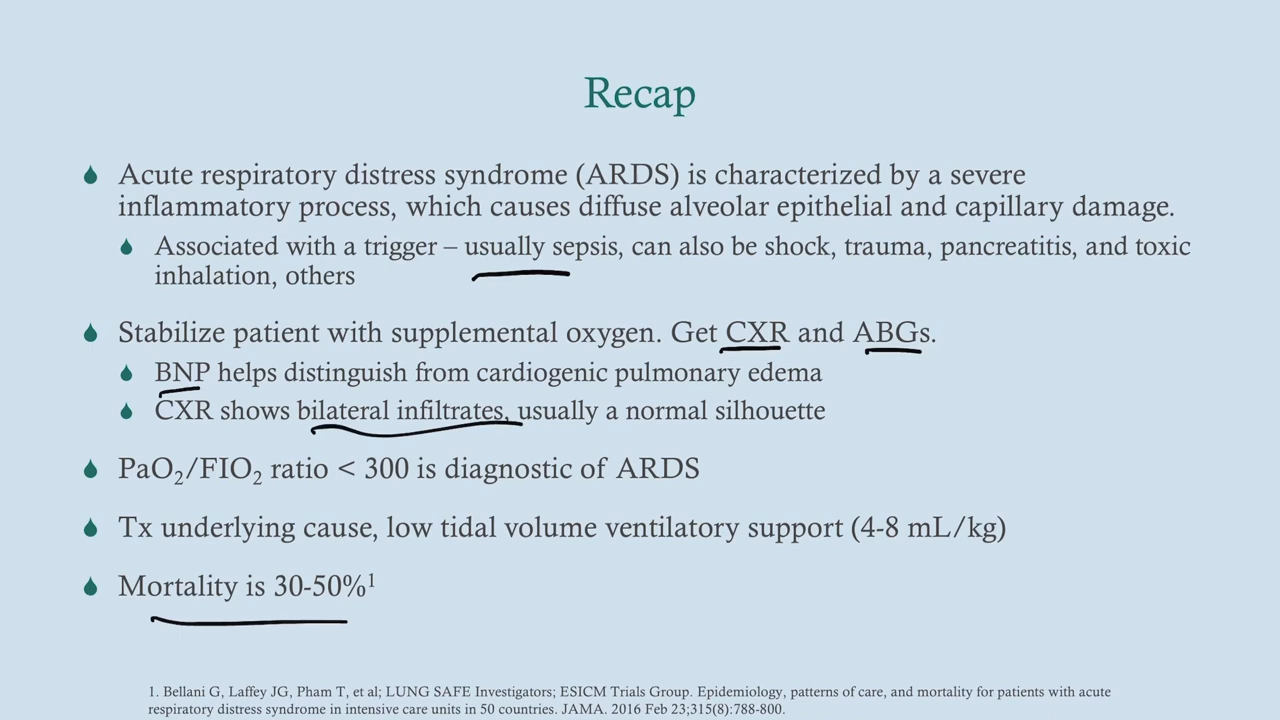 Recap
Acute respiratory distress syndrome (ARDS) is characterized by a severe
inflammatory process, which causes diffuse alveolar epithelial and capillary damage.
Associated with a trigger – usually sepsis, can also be shock, trauma, pancreatitis, and toxic
inhalation, others
Stabilize patient with supplemental oxygen. Get CXR and ABGs.
BNP helps distinguish from cardiogenic pulmonary edema
CXR shows bilateral infiltrates, usually a normal silhouette
PaO₂/FIO₂ ratio < 300 is diagnostic of ARDS
Tx underlying cause, low tidal volume ventilatory support (4-8 mL/kg)
Mortality is 30-50%¹
1. Bellani G, Laffey JG, Pham T, et al; LUNG SAFE Investigators; ESICM Trials Group. Epidemiology, patterns of care, and mortality for patients with acute
respiratory distress syndrome in intensive care units in 50 countries. JAMA. 2016 Feb 23;315(8):788-800.